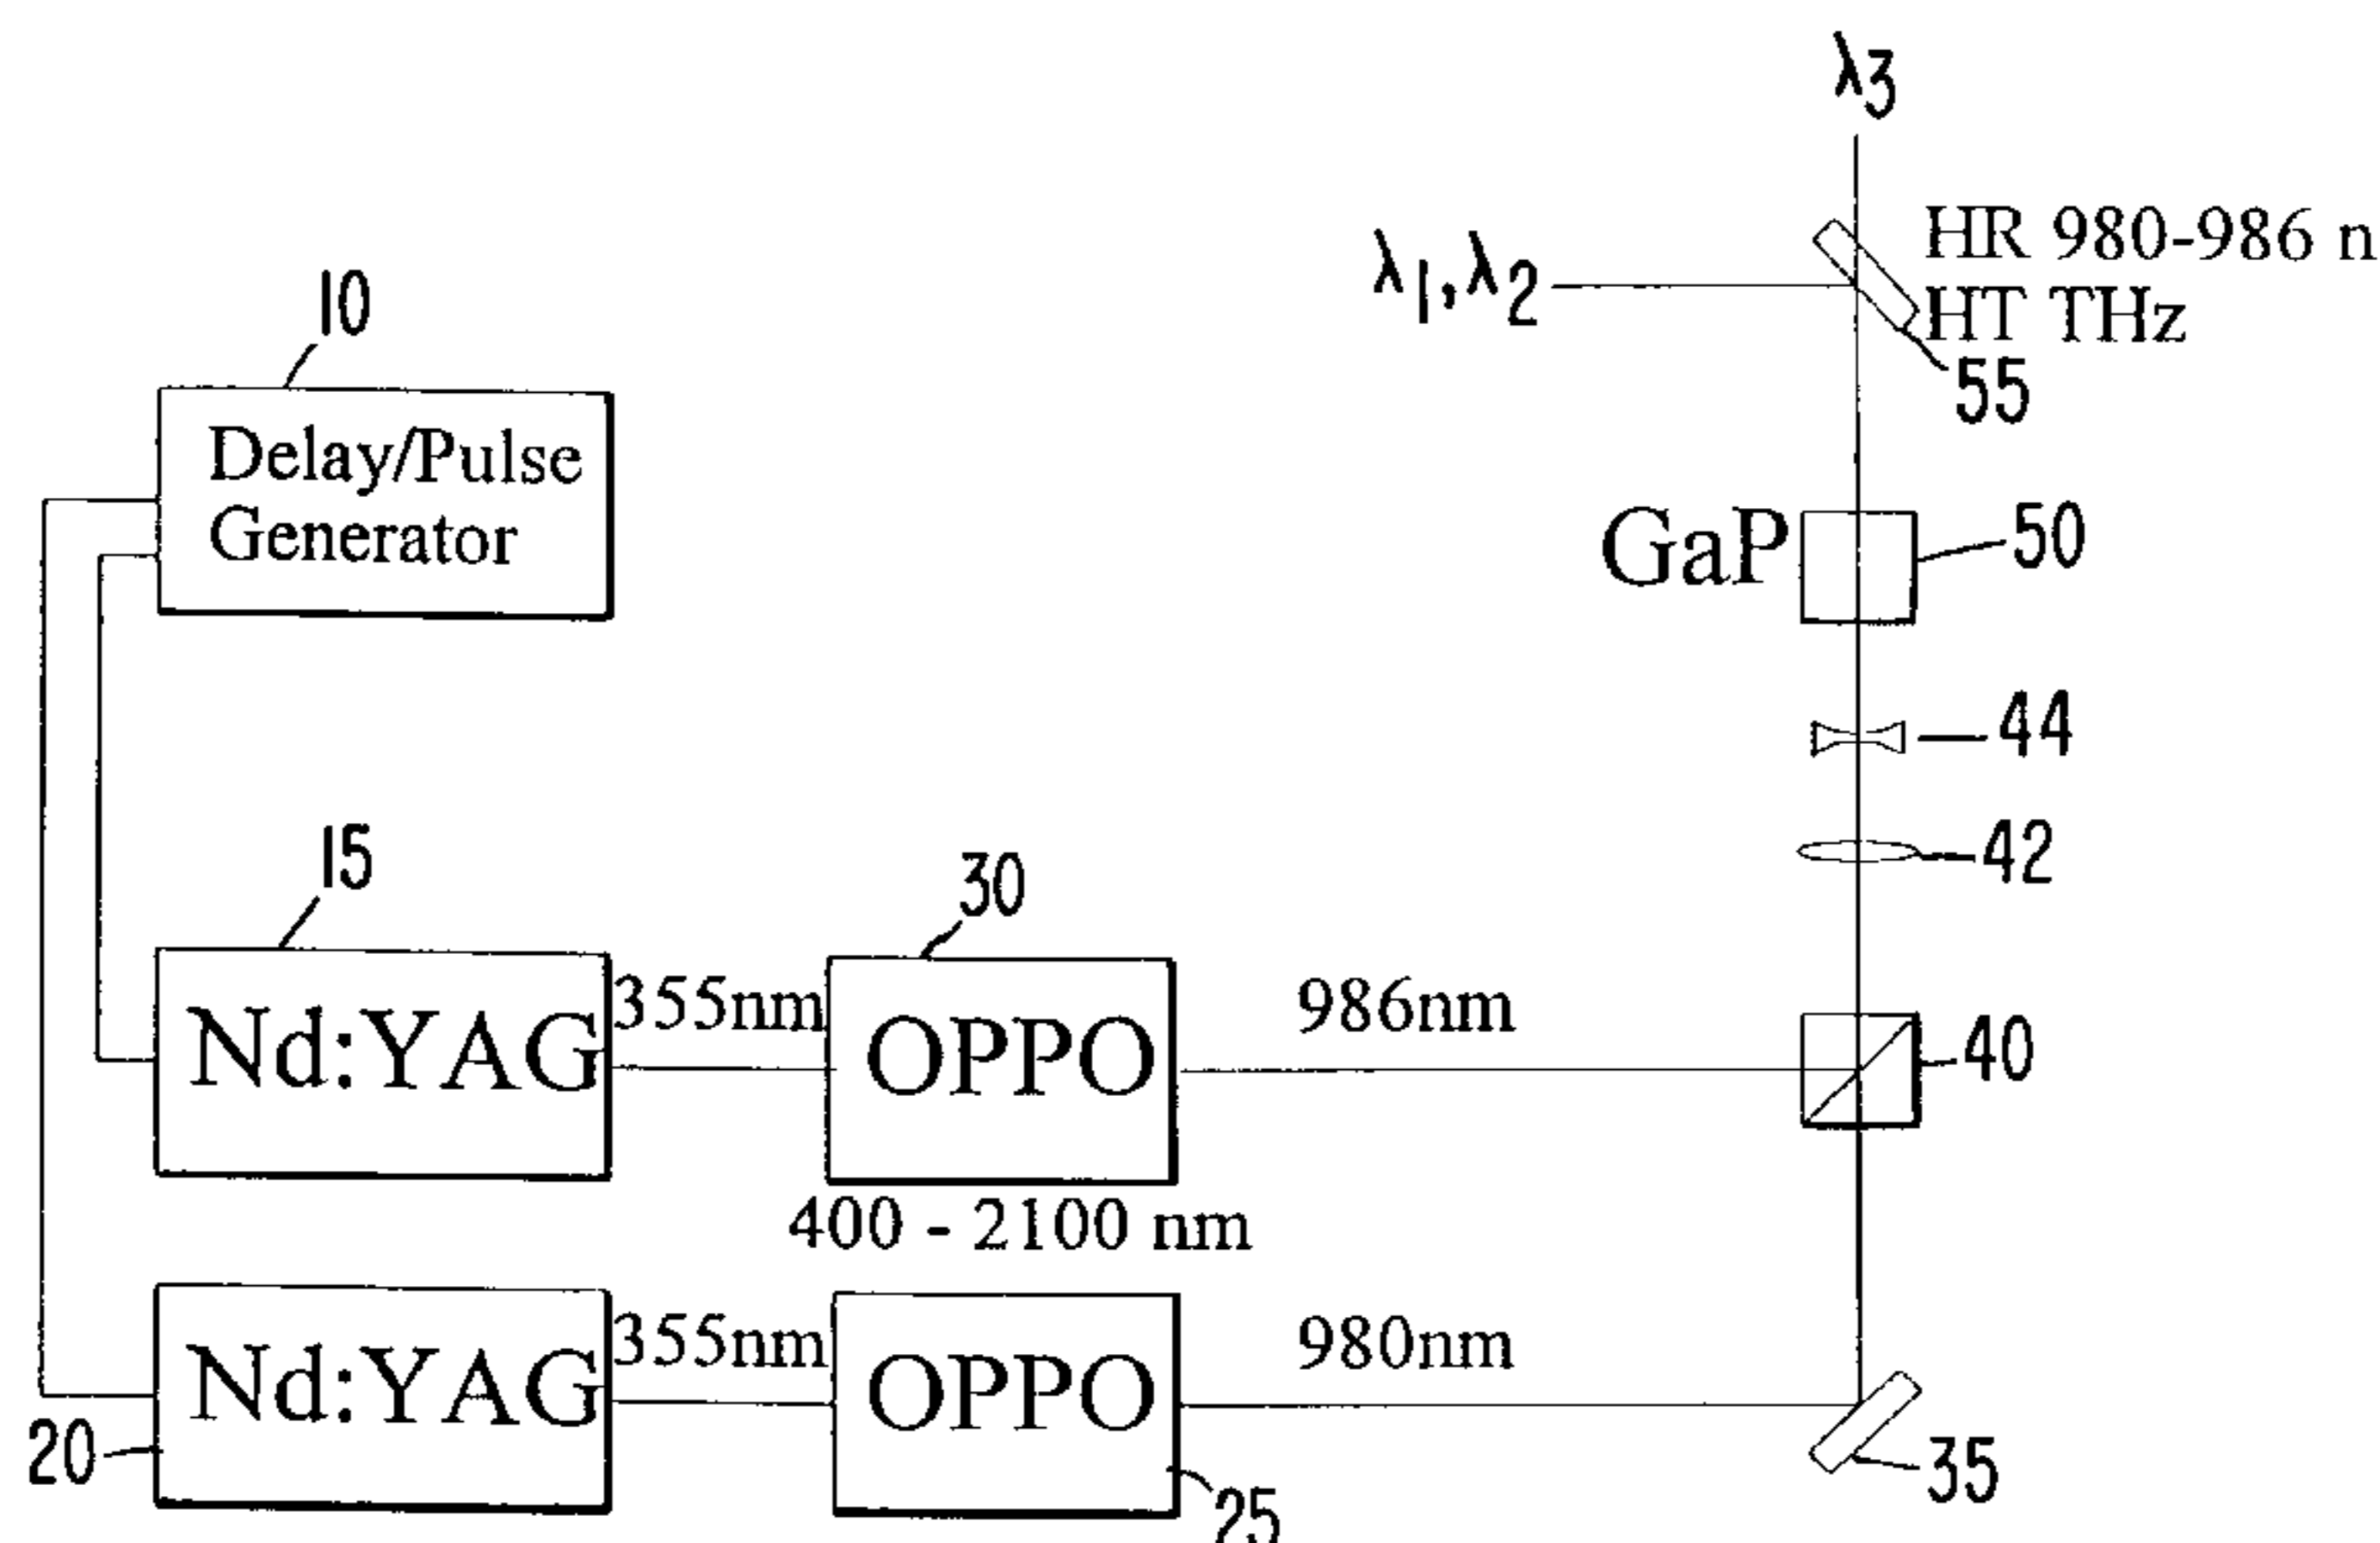 λ3
HR 980-986 n
HT THz
λ1,λ2
55
10
Delay/Pulse
Generator
GaP
50
44
42
15
30
Nd:YAG
355nm
OPPO
986nm
40
400 - 2100 nm
Nd:YAG
355nm
OPPO
980nm
20
25
35